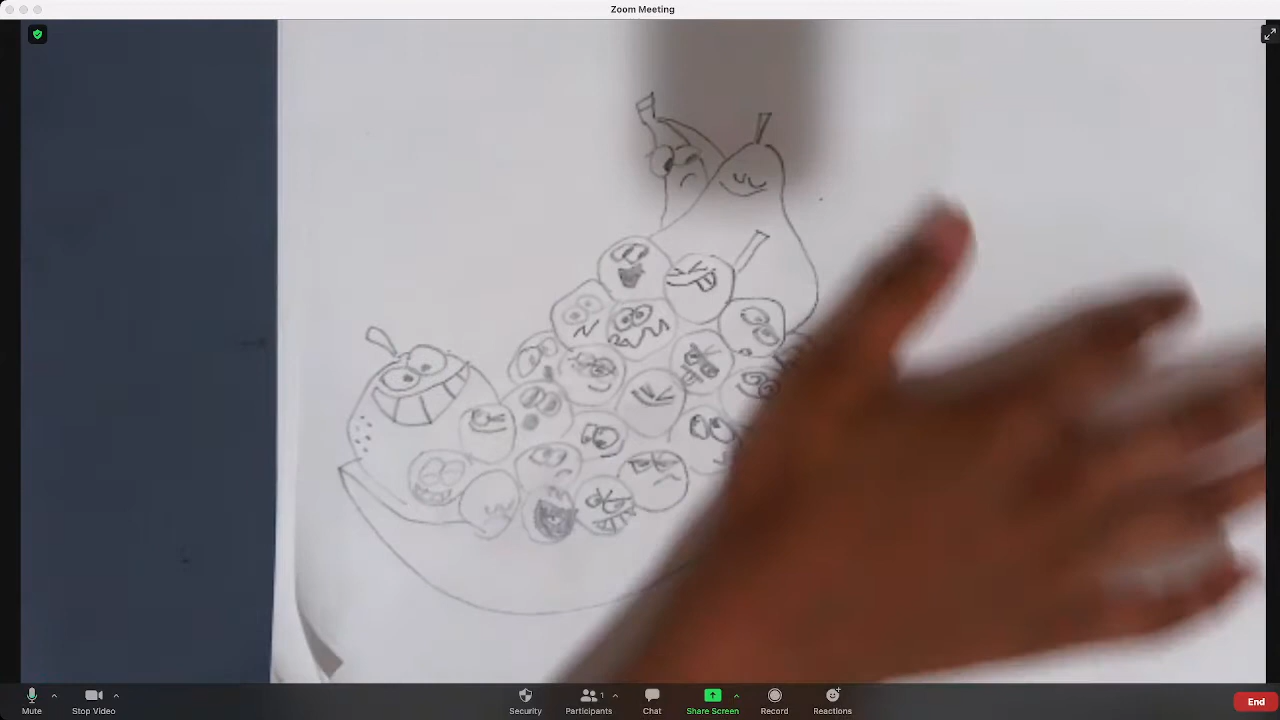 Zoom Meeting
Mute
Stop Video
Security
1
Participants
Chat
Share Screen
Record
Reactions
End